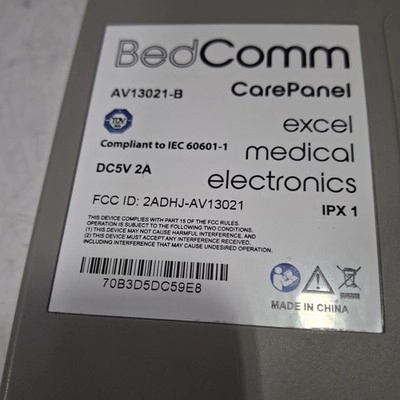 BedComm
AV13021-B
CarePanel
excel
medical
electronics
Compliant to IEC 60601-1
DC5V 2A
FCC ID: 2ADHJ-AV13021
IPX 1
THIS DEVICE COMPLIES WITH PART 15 OF THE FCC RULES.
OPERATION IS SUBJECT TO THE FOLLOWING TWO CONDITIONS.
(1) THIS DEVICE MAY NOT CAUSE HARMFUL INTERFERENCE, AND
(2) THIS DEVICE MUST ACCEPT ANY INTERFERENCE RECEIVED,
INCLUDING INTERFERENCE THAT MAY CAUSE UNDESIRED OPERATION.
70B3D5DC59E8
MADE IN CHINA